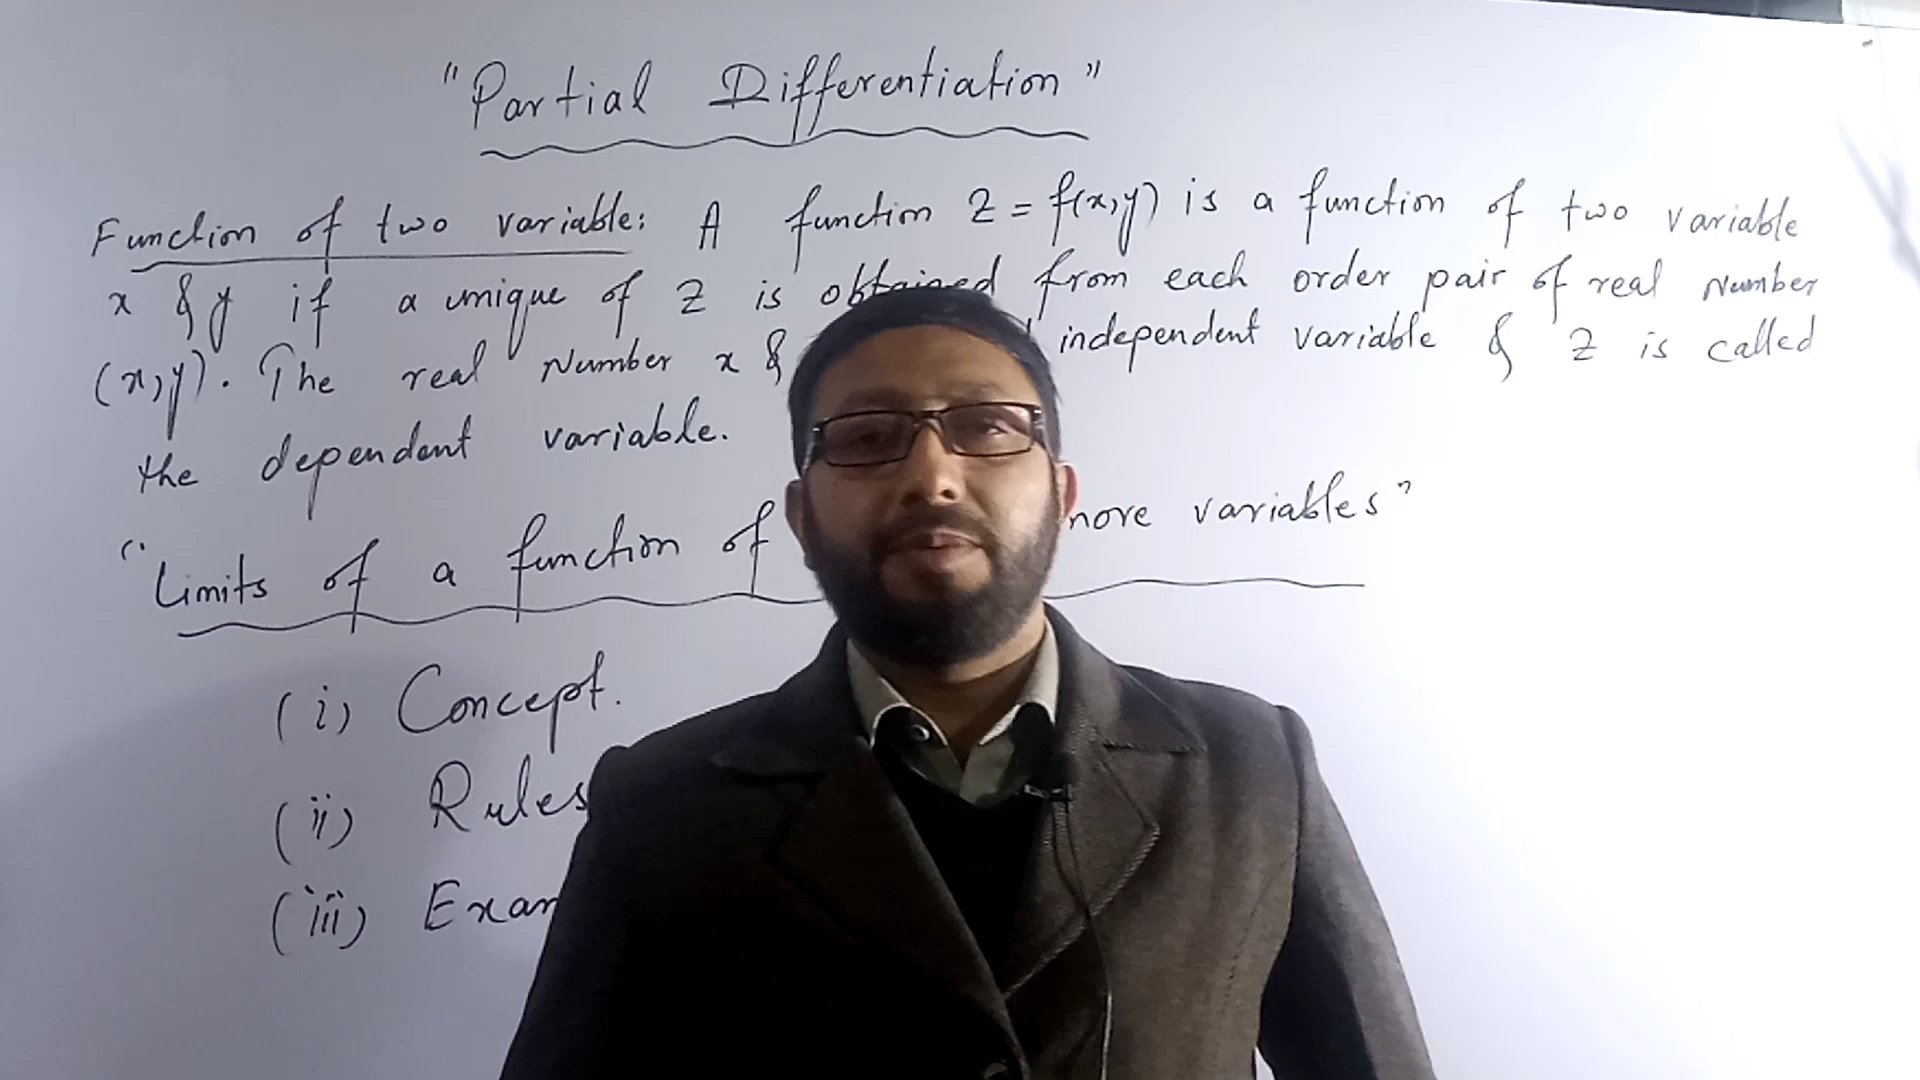 "Partial Differentiation"
Function of two variable: A function Z = f(x,y) is a function of two variable
x & y if a unique of Z is obtained from each order pair of real Number
(x,y). The real Number x & independent variable & Z is called
the dependent variable.
"Limits of a function of more variables"
(i) Concept.
(ii) Rules
(iii) Exam